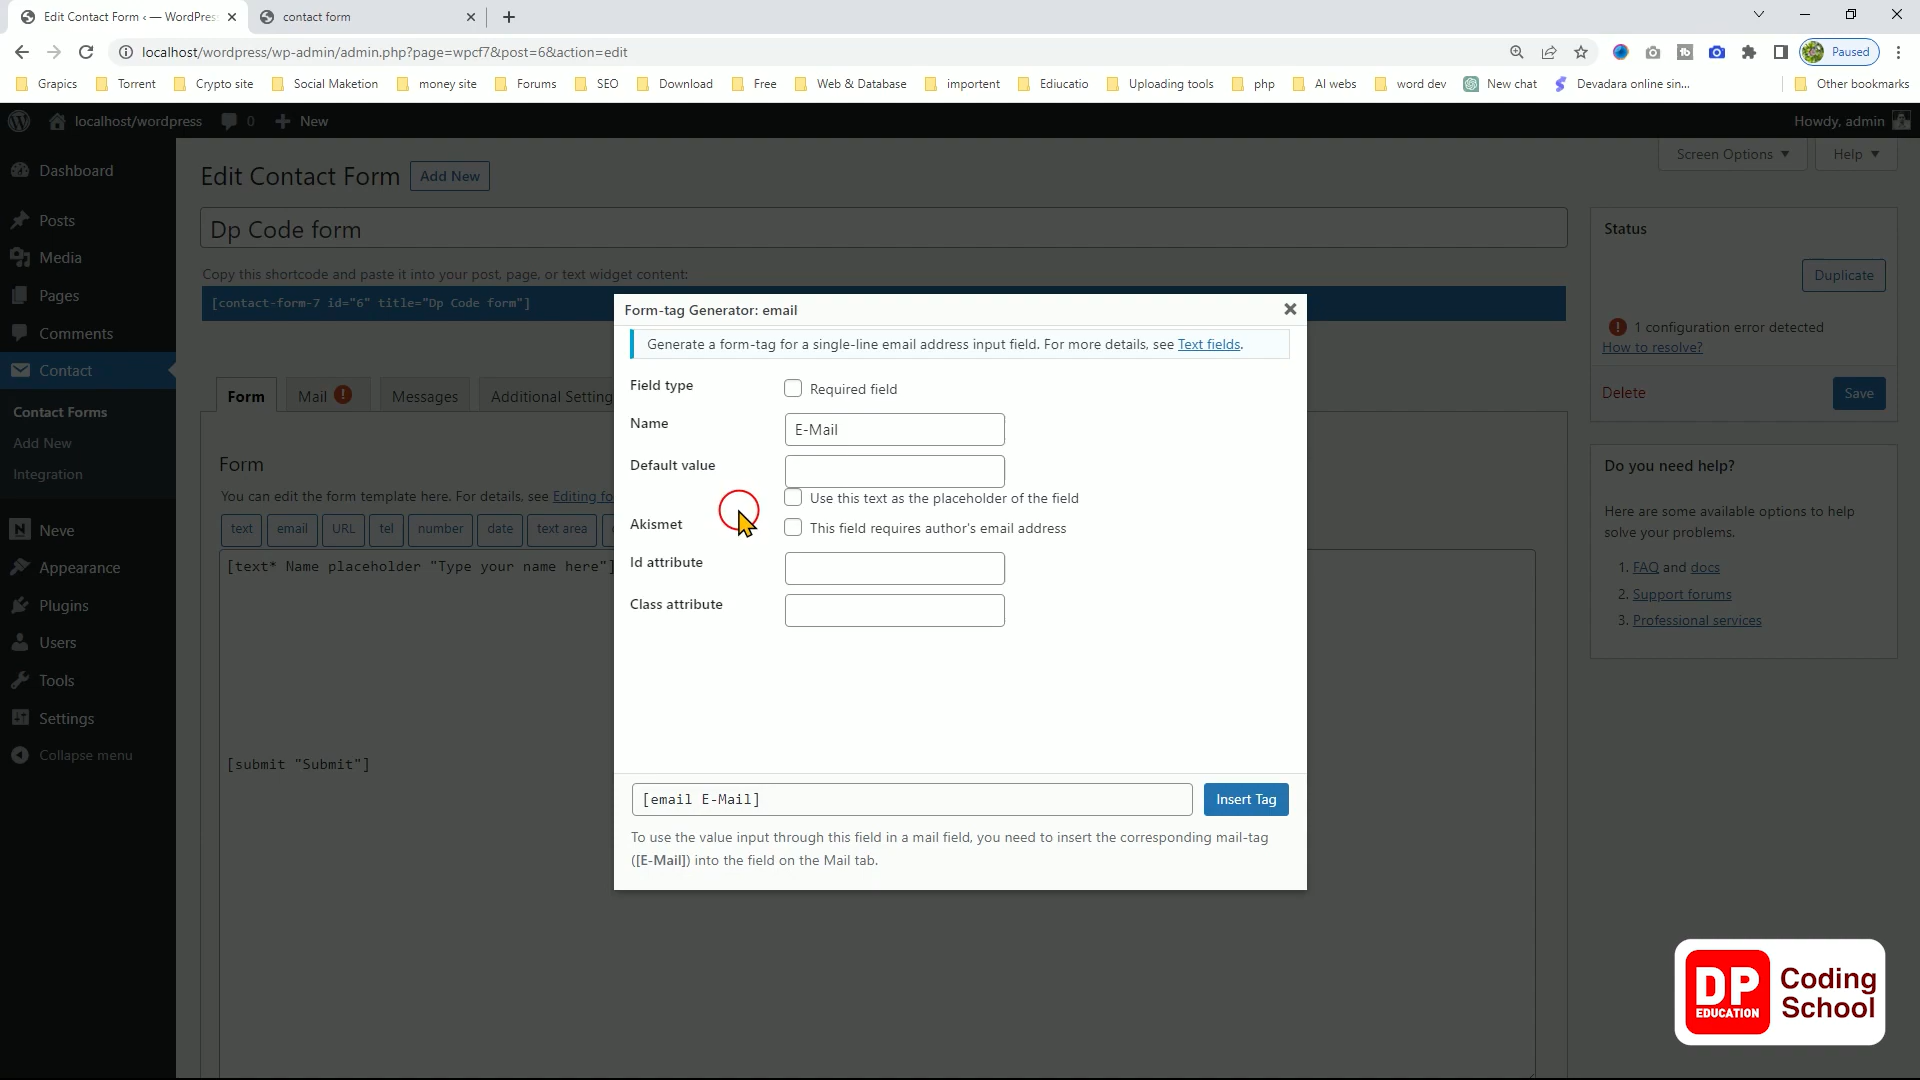 Edit Contact Form ‹ — WordPres
contact form
localhost/wordpress/wp-admin/admin.php?page=wpcf7&post=6&action=edit
Paused
Grapics
Torrent
Crypto site
Social Maketion
money site
Forums
SEO
Download
Free
Web & Database
importent
Educatio
Uploading tools
php
AI webs
word dev
New chat
Devadara online sin...
Other bookmarks
localhost/wordpress
0
New
Howdy, admin
Screen Options
Help
Dashboard
Posts
Media
Pages
Comments
Contact
Contact Forms
Add New
Integration
Neve
Appearance
Plugins
Users
Tools
Settings
Collapse menu
Edit Contact Form
Add New
Dp Code form
Copy this shortcode and paste it into your post, page, or text widget content:
[contact-form-7 id="6" title="Dp Code form"]
Form
Mail
Messages
Additional Setting
Form
You can edit the form template here. For details, see Editing fo
text
email
URL
tel
number
date
text area
[text* Name placeholder "Type your name here"]
[submit "Submit"]
Form-tag Generator: email
Generate a form-tag for a single-line email address input field. For more details, see Text fields.
Field type
Required field
Name
E-Mail
Default value
Use this text as the placeholder of the field
Akismet
This field requires author's email address
Id attribute
Class attribute
[email E-Mail]
Insert Tag
To use the value input through this field in a mail field, you need to insert the corresponding mail-tag
([E-Mail]) into the field on the Mail tab.
Status
Duplicate
1 configuration error detected
How to resolve?
Delete
Save
Do you need help?
Here are some available options to help
solve your problems.
1. FAQ and docs
2. Support forums
3. Professional services
DP
EDUCATION
Coding
School